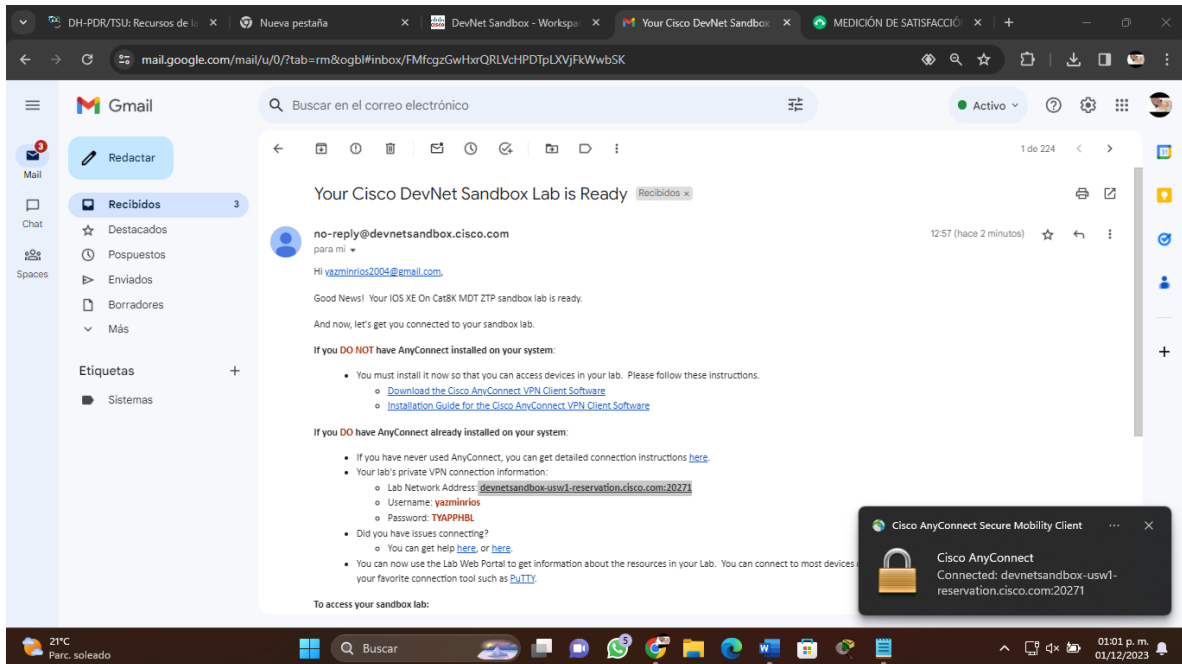 DH-PDR/TSU: Recursos de la
Nueva pestaña
DevNet Sandbox - Workspa
Your Cisco DevNet Sandbox
MEDICIÓN DE SATISFACCIÓ
mail.google.com/mail/u/0/?tab=rm&ogbl#inbox/FMfcgzGwHxrQRLVcHPDTpLXVjFkWwbSK
Gmail
Buscar en el correo electrónico
Activo
3
Mail
Redactar
1 de 224
31
Recibidos 3
Chat
Destacados
Spaces
Pospuestos
Enviados
Borradores
Más
Etiquetas
Sistemas
Your Cisco DevNet Sandbox Lab is Ready Recibidos x
no-reply@devnetsandbox.cisco.com 12:57 (hace 2 minutos)
para mi
Hi yazminrios2004@gmail.com,
Good News! Your IOS XE On Cat8K MDT ZTP sandbox lab is ready.
And now, let's get you connected to your sandbox lab.
If you DO NOT have AnyConnect installed on your system:
• You must install it now so that you can access devices in your lab. Please follow these instructions.
o Download the Cisco AnyConnect VPN Client Software
o Installation Guide for the Cisco AnyConnect VPN Client Software
If you DO have AnyConnect already installed on your system:
• If you have never used AnyConnect, you can get detailed connection instructions here.
• Your lab's private VPN connection information:
o Lab Network Address: devnetsandbox-usw1-reservation.cisco.com:20271
o Username: yazminrios
o Password: TYAPPHBL
• Did you have issues connecting?
o You can get help here, or here.
• You can now use the Lab Web Portal to get information about the resources in your Lab. You can connect to most devices
your favorite connection tool such as PuTTY.
To access your sandbox lab:
Cisco AnyConnect Secure Mobility Client
Cisco AnyConnect
Connected: devnetsandbox-usw1-
reservation.cisco.com:20271
21°C
Parc. soleado
Buscar
5
01:01 p. m.
01/12/2023